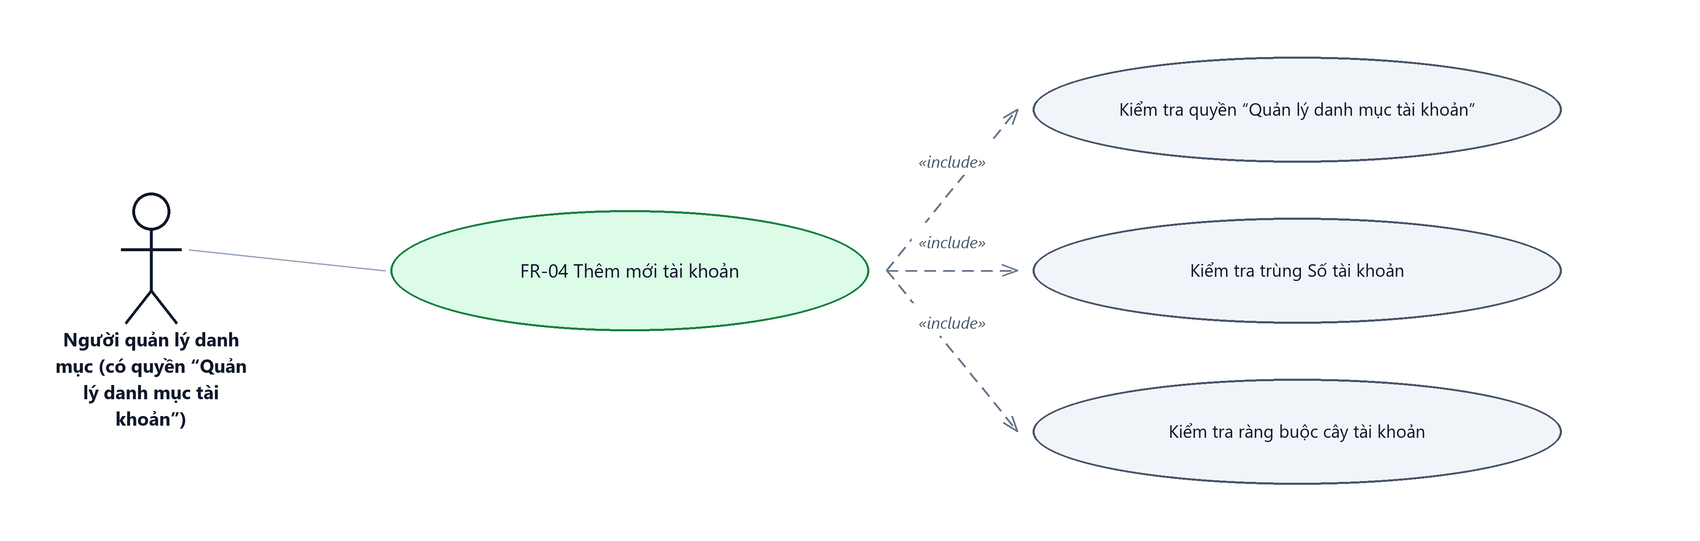 Kiểm tra quyền “Quản lý danh mục tài khoản”
«include»
«include»
Người quản lý danh
mục (có quyền “Quản
lý danh mục tài
khoản”)
FR-04 Thêm mới tài khoản
Kiểm tra trùng Số tài khoản
«include»
Kiểm tra ràng buộc cây tài khoản